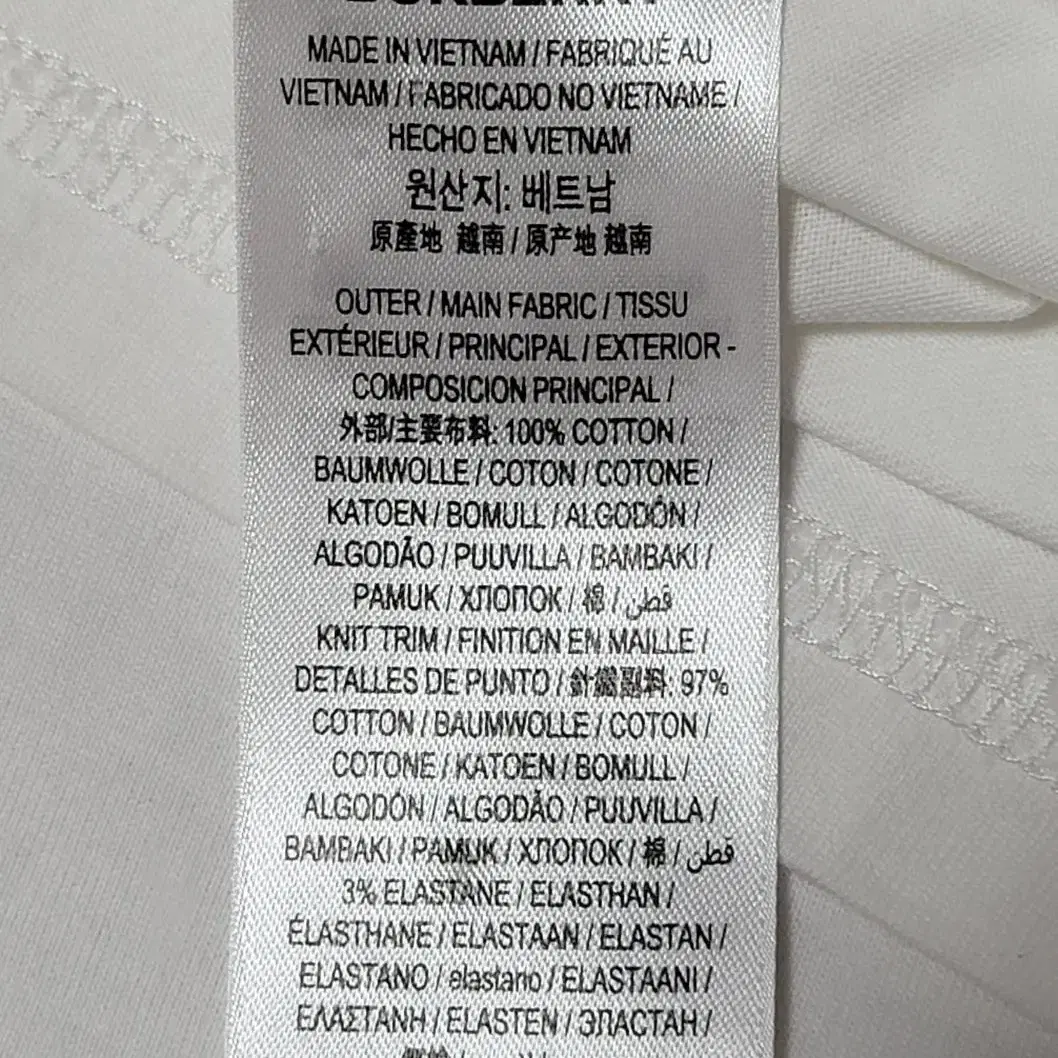 BURBERRY
MADE IN VIETNAM / FABRIQUÉ AU
VIETNAM / FABRICADO NO VIETNAME /
HECHO EN VIETNAM
원산지: 베트남
原產地 越南 / 原产地 越南
OUTER / MAIN FABRIC / TISSU
EXTÉRIEUR / PRINCIPAL / EXTERIOR -
COMPOSICION PRINCIPAL /
外部/主要布料: 100% COTTON /
BAUMWOLLE / COTON / COTONE /
KATOEN / BOMULL / ALGODÓN /
ALGODÃO / PUUVILLA / BAMBAKI /
PAMUK / ХЛОПОК / 棉 / قطن
KNIT TRIM / FINITION EN MAILLE /
DETALLES DE PUNTO / 針織副料: 97%
COTTON / BAUMWOLLE / COTON /
COTONE / KATOEN / BOMULL /
ALGODÓN / ALGODÃO / PUUVILLA /
BAMBAKI / PAMUK / ХЛОПОК / 棉 / قطن
3% ELASTANE / ELASTHAN /
ÉLASTHANE / ELASTAAN / ELASTAN /
ELASTANO / elastano / ELASTAANI /
ΕΛΑΣΤΑΝΗ / ELASTEN / ЭЛАСТАН /